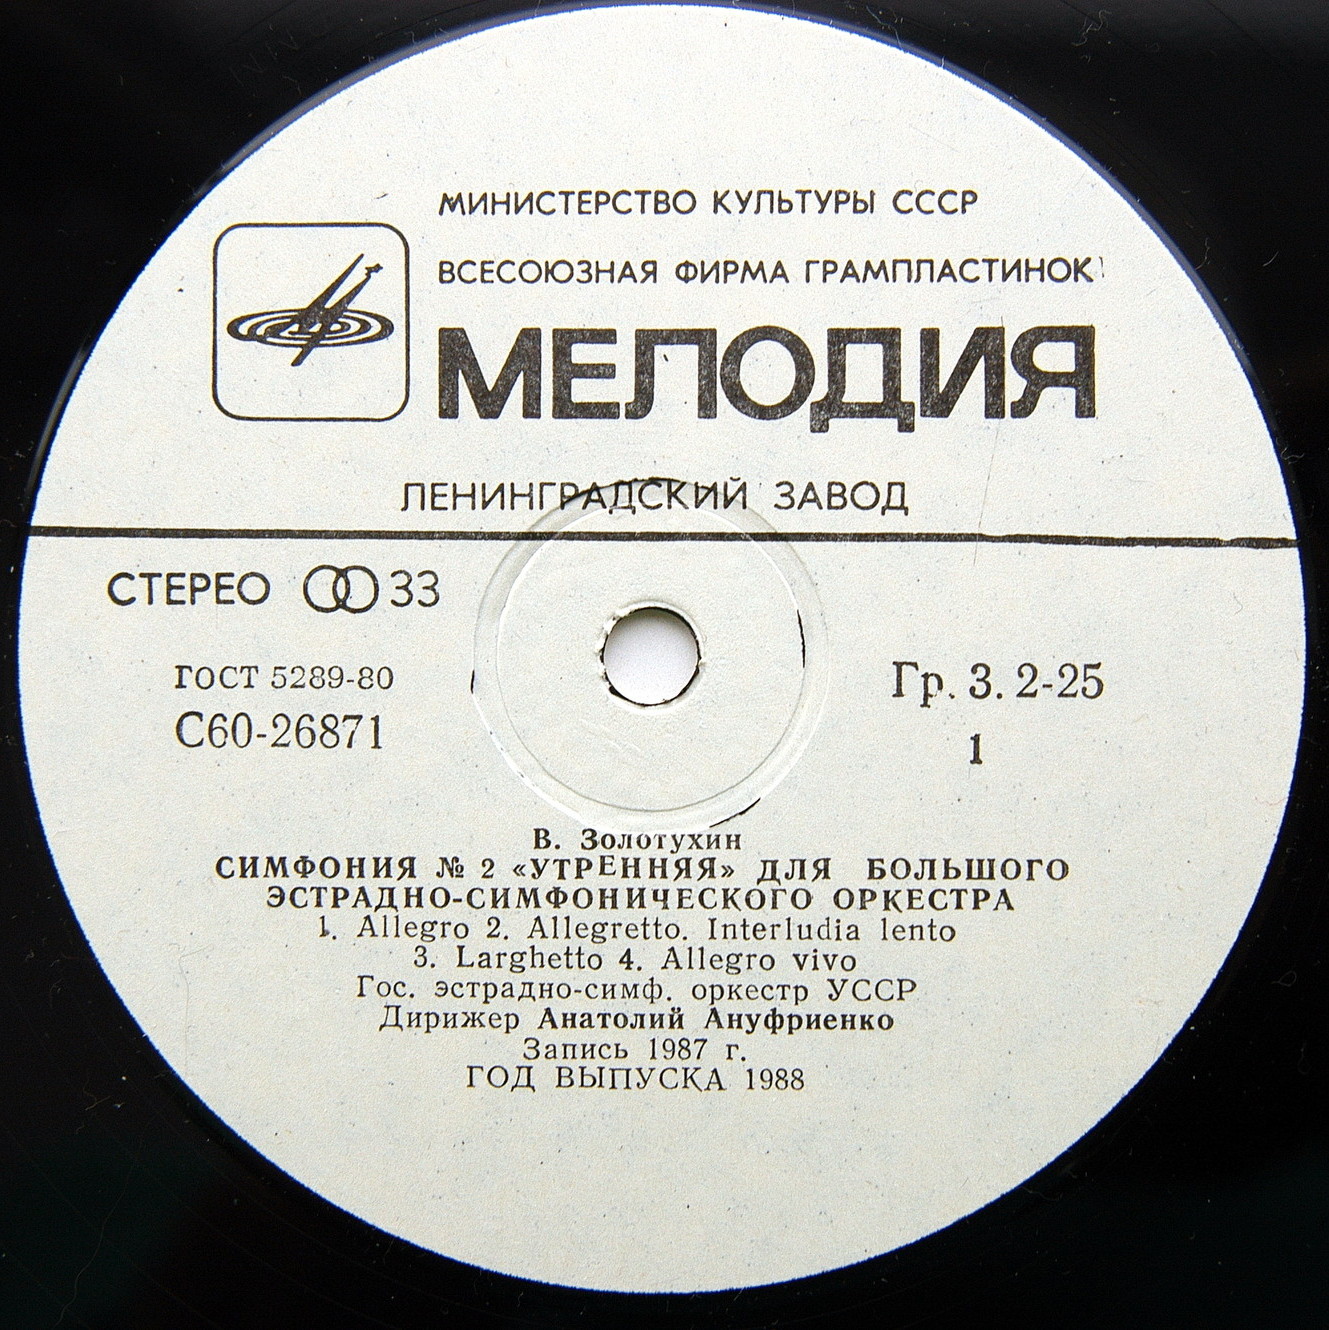 МИНИСТЕРСТВО КУЛЬТУРЫ СССР
ВСЕСОЮЗНАЯ ФИРМА ГРАМПЛАСТИНОК
МЕЛОДИЯ
ЛЕНИНГРАДСКИЙ ЗАВОД
СТЕРЕО 33
ГОСТ 5289-80
Гр. 3. 2-25
С60-26871
1
В. Золотухин
СИМФОНИЯ № 2 «УТРЕННЯЯ» ДЛЯ БОЛЬШОГО
ЭСТРАДНО-СИМФОНИЧЕСКОГО ОРКЕСТРА
1. Allegro 2. Allegretto. Interludia lento
3. Larghetto 4. Allegro vivo
Гос. эстрадно-симф. оркестр УССР
Дирижер Анатолий Ануфриенко
Запись 1987 г.
ГОД ВЫПУСКА 1988